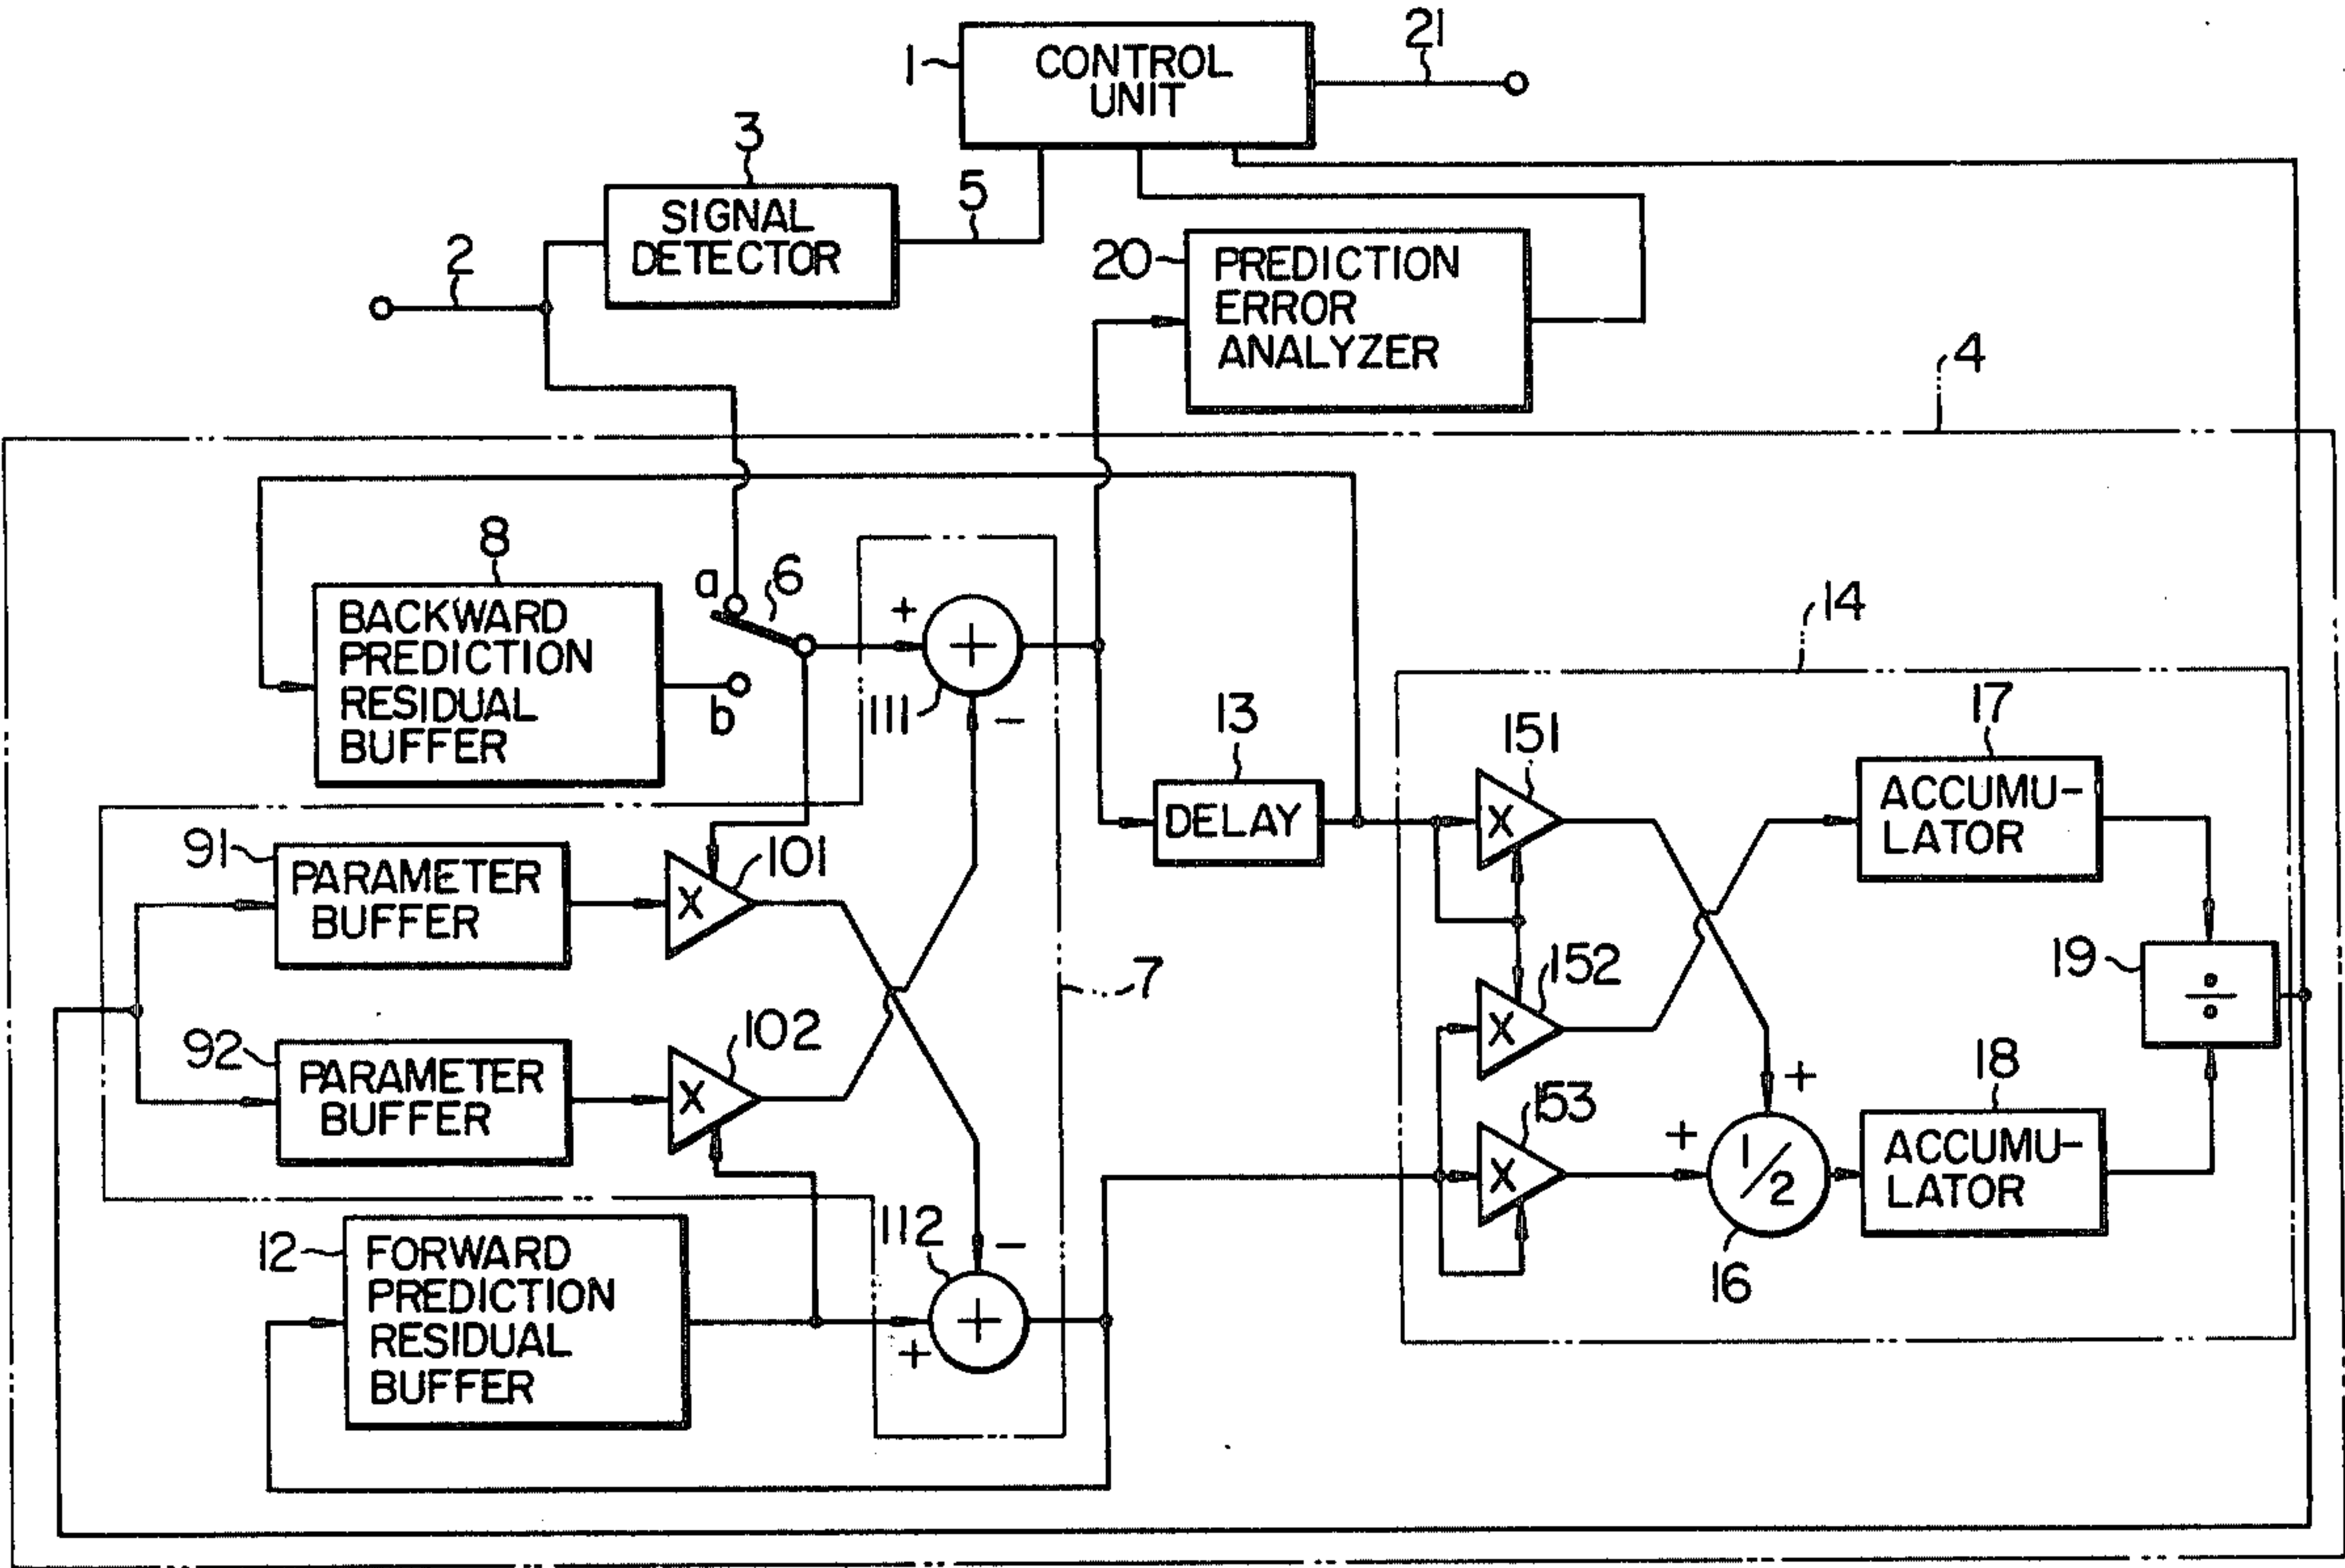 1
CONTROL
UNIT
21
3
SIGNAL
DETECTOR
5
2
20
PREDICTION
ERROR
ANALYZER
4
8
BACKWARD
PREDICTION
RESIDUAL
BUFFER
a
6
b
+
+
111
−
14
13
DELAY
151
X
17
ACCUMU-
LATOR
91
PARAMETER
BUFFER
X
101
7
152
X
19
÷
92
PARAMETER
BUFFER
X
102
153
X
+
+
1/2
16
18
ACCUMU-
LATOR
12
FORWARD
PREDICTION
RESIDUAL
BUFFER
112
−
+
+